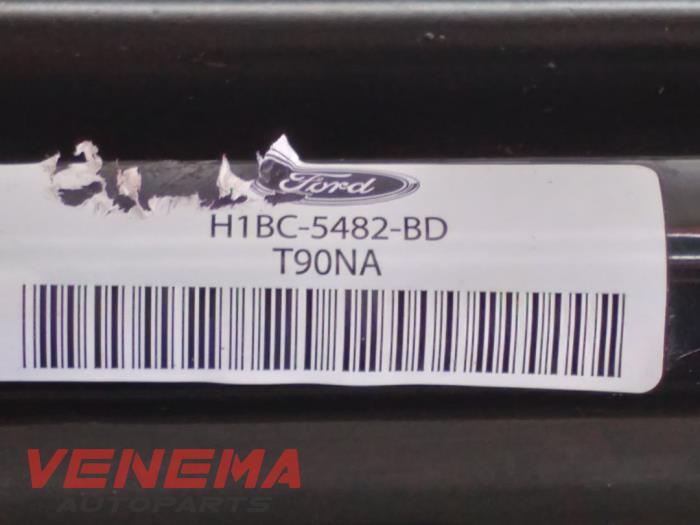 Ford
H1BC-5482-BD
T90NA
VENEMA
AUTOPARTS